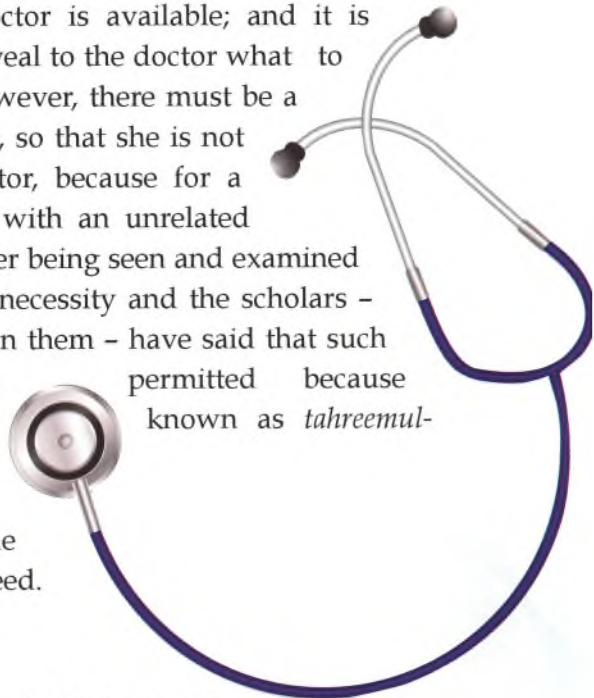 ctor is available; and it is
veal to the doctor what to
wever, there must be a
, so that she is not
tor, because for a
with an unrelated
er being seen and examined
necessity and the scholars –
n them – have said that such
permitted because
known as tahreemul-
e
eed.